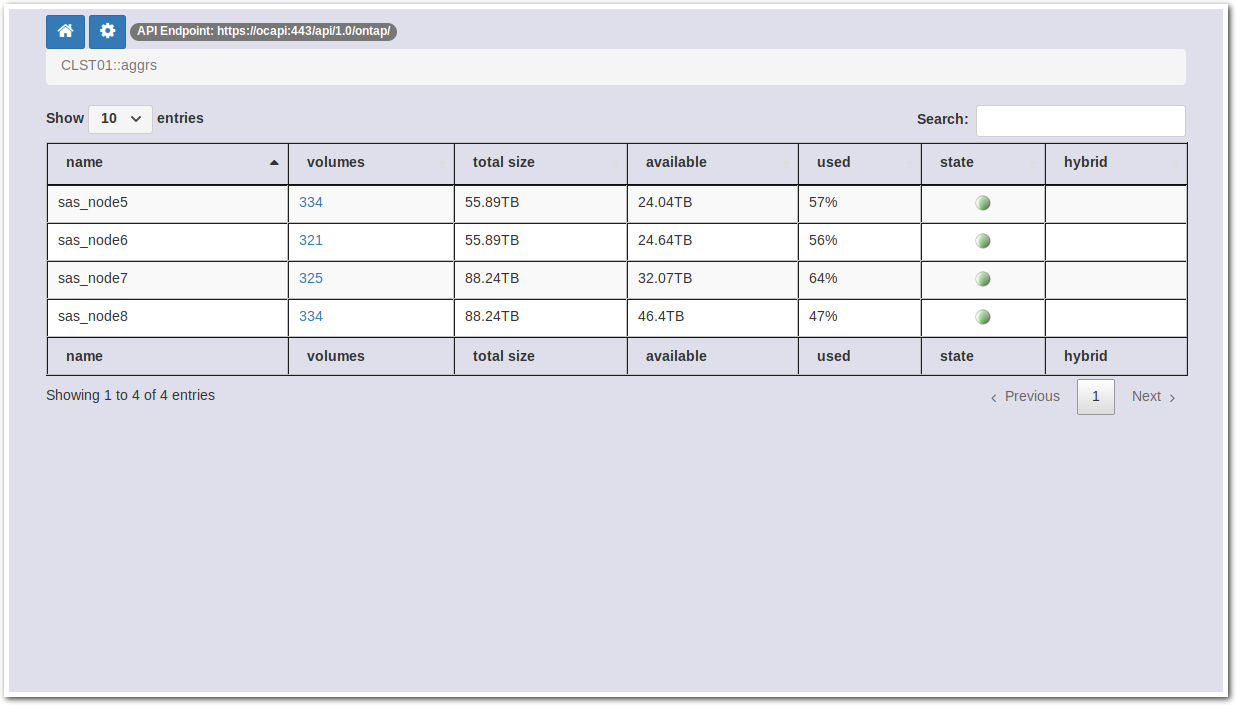 API Endpoint: https://ocapi:443/api/1.0/ontap/
CLST01::aggrs
Show 10 entries Search:
name volumes total size available used state hybrid
sas_node5 334 55.89TB 24.04TB 57%
sas_node6 321 55.89TB 24.64TB 56%
sas_node7 325 88.24TB 32.07TB 64%
sas_node8 334 88.24TB 46.4TB 47%
name volumes total size available used state hybrid
Showing 1 to 4 of 4 entries ‹ Previous 1 Next ›